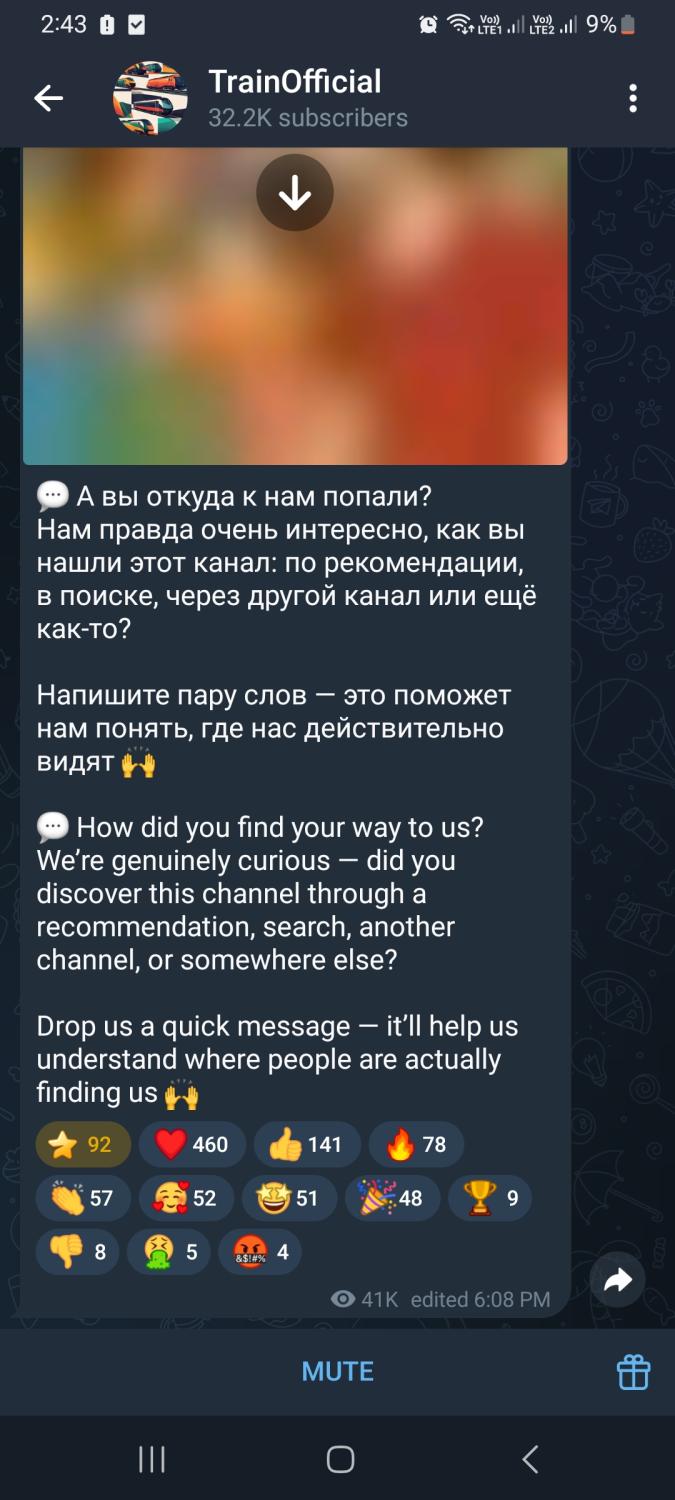 2:43
Vo)) LTE1 Vo)) LTE2 9%
TrainOfficial
32.2K subscribers
💬 А вы откуда к нам попали?
Нам правда очень интересно, как вы
нашли этот канал: по рекомендации,
в поиске, через другой канал или ещё
как-то?
Напишите пару слов — это поможет
нам понять, где нас действительно
видят 🙌
💬 How did you find your way to us?
We’re genuinely curious — did you
discover this channel through a
recommendation, search, another
channel, or somewhere else?
Drop us a quick message — it’ll help us
understand where people are actually
finding us 🙌
⭐ 92 ❤️ 460 👍 141 🔥 78
👏 57 🥰 52 🤩 51 🎉 48 🏆 9
👎 8 🤮 5 🤬 4
41K edited 6:08 PM
MUTE